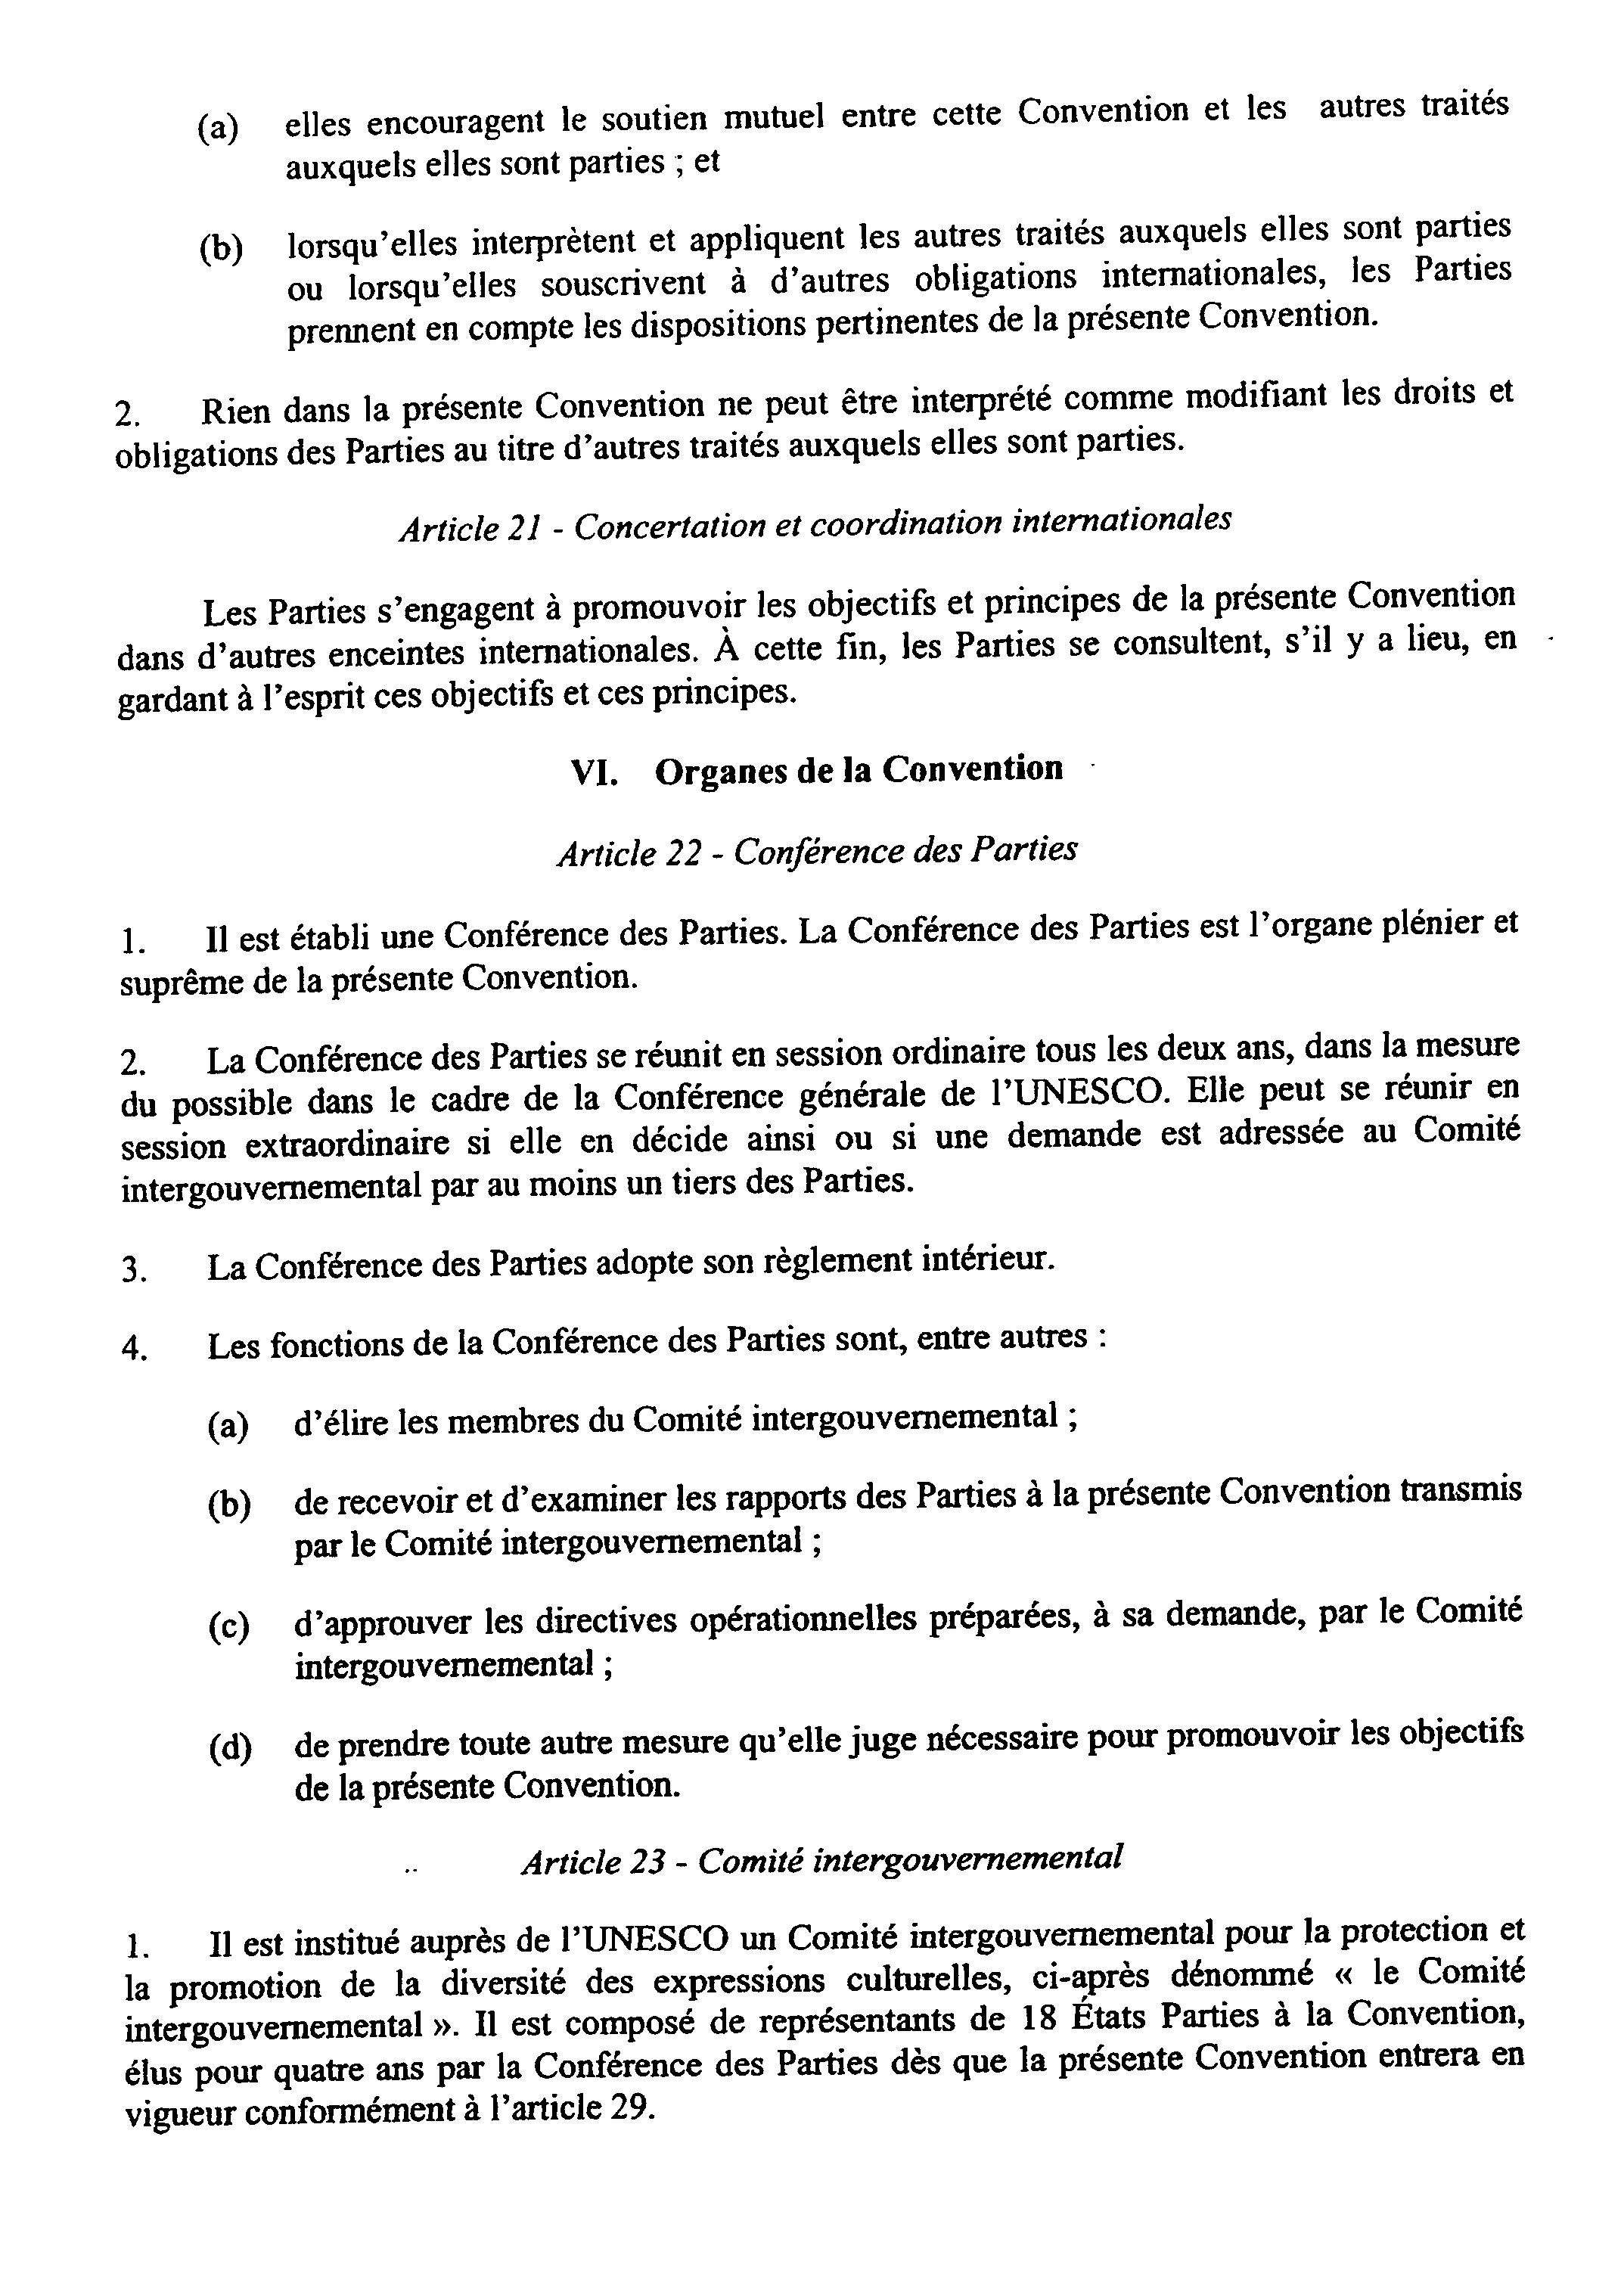 (a) elles encouragent le soutien mutuel entre cette Convention et les autres traités
auxquels elles sont parties ; et
(b) lorsqu'elles interprètent et appliquent les autres traités auxquels elles sont parties
ou lorsqu'elles souscrivent à d'autres obligations internationales, les Parties
prennent en compte les dispositions pertinentes de la présente Convention.
2. Rien dans la présente Convention ne peut être interprété comme modifiant les droits et
obligations des Parties au titre d'autres traités auxquels elles sont parties.
Article 21 - Concertation et coordination internationales
Les Parties s'engagent à promouvoir les objectifs et principes de la présente Convention
dans d'autres enceintes internationales. À cette fin, les Parties se consultent, s'il y a lieu, en
gardant à l'esprit ces objectifs et ces principes.
VI. Organes de la Convention
Article 22 - Conférence des Parties
1. Il est établi une Conférence des Parties. La Conférence des Parties est l'organe plénier et
suprême de la présente Convention.
2. La Conférence des Parties se réunit en session ordinaire tous les deux ans, dans la mesure
du possible dans le cadre de la Conférence générale de l'UNESCO. Elle peut se réunir en
session extraordinaire si elle en décide ainsi ou si une demande est adressée au Comité
intergouvernemental par au moins un tiers des Parties.
3. La Conférence des Parties adopte son règlement intérieur.
4. Les fonctions de la Conférence des Parties sont, entre autres :
(a) d'élire les membres du Comité intergouvernemental ;
(b) de recevoir et d'examiner les rapports des Parties à la présente Convention transmis
par le Comité intergouvernemental ;
(c) d'approuver les directives opérationnelles préparées, à sa demande, par le Comité
intergouvernemental ;
(d) de prendre toute autre mesure qu'elle juge nécessaire pour promouvoir les objectifs
de la présente Convention.
Article 23 - Comité intergouvernemental
1. Il est institué auprès de l'UNESCO un Comité intergouvernemental pour la protection et
la promotion de la diversité des expressions culturelles, ci-après dénommé « le Comité
intergouvernemental ». Il est composé de représentants de 18 États Parties à la Convention,
élus pour quatre ans par la Conférence des Parties dès que la présente Convention entrera en
vigueur conformément à l'article 29.